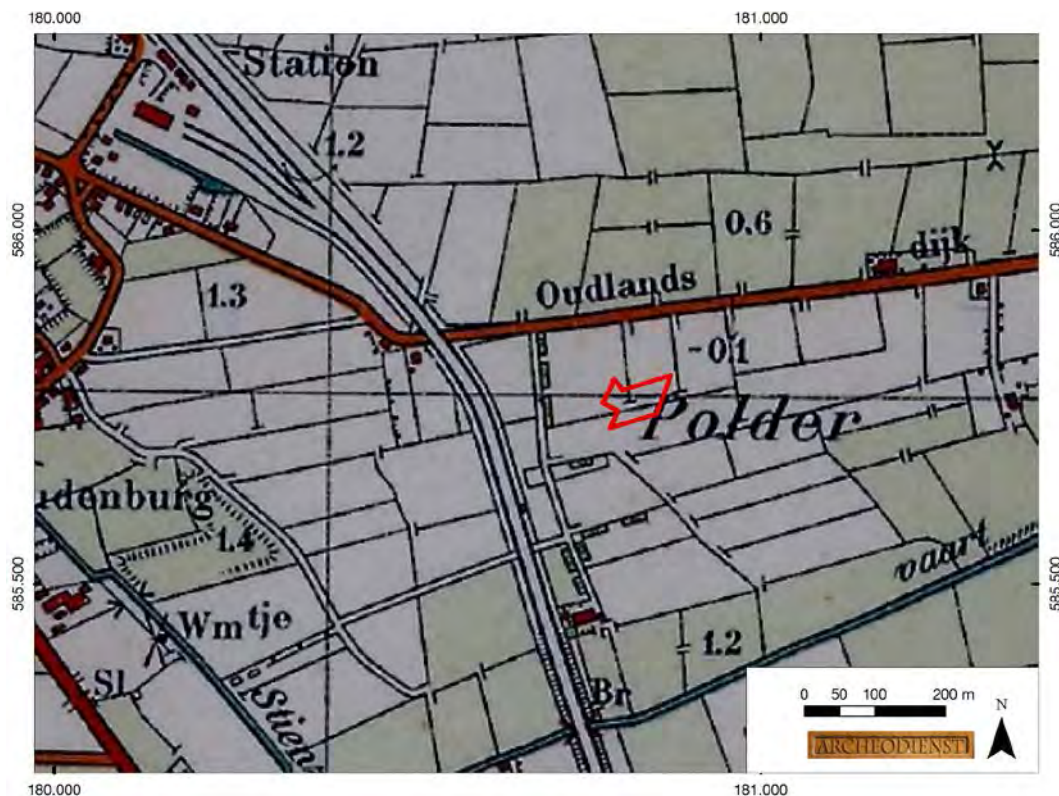 180.000
181.000
Station
1.2
586.000
586.000
0.6
dijk
Oudlands
1.3
-0.1
Polder
udenburg
1.4
585.500
585.500
vaart
Wmtje
1.2
Sl.
Stien
Br
0 50 100 200 m
N
ARCHEODIENST
180.000
181.000